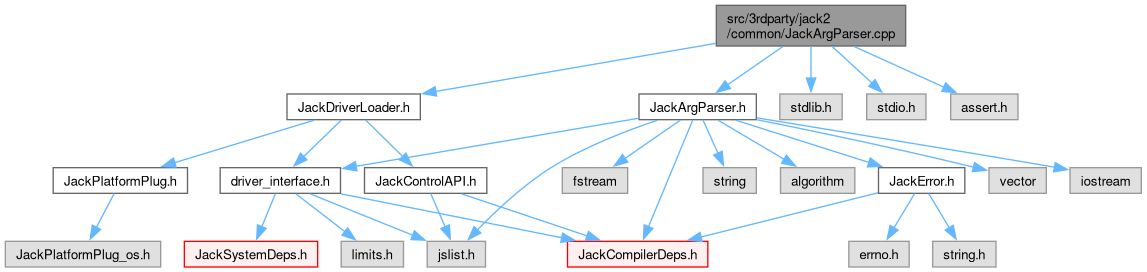 src/3rdparty/jack2
/common/JackArgParser.cpp
JackDriverLoader.h
JackArgParser.h
stdlib.h
stdio.h
assert.h
JackPlatformPlug.h
driver_interface.h
JackControlAPI.h
fstream
string
algorithm
JackError.h
vector
iostream
JackPlatformPlug_os.h
JackSystemDeps.h
limits.h
jslist.h
JackCompilerDeps.h
errno.h
string.h